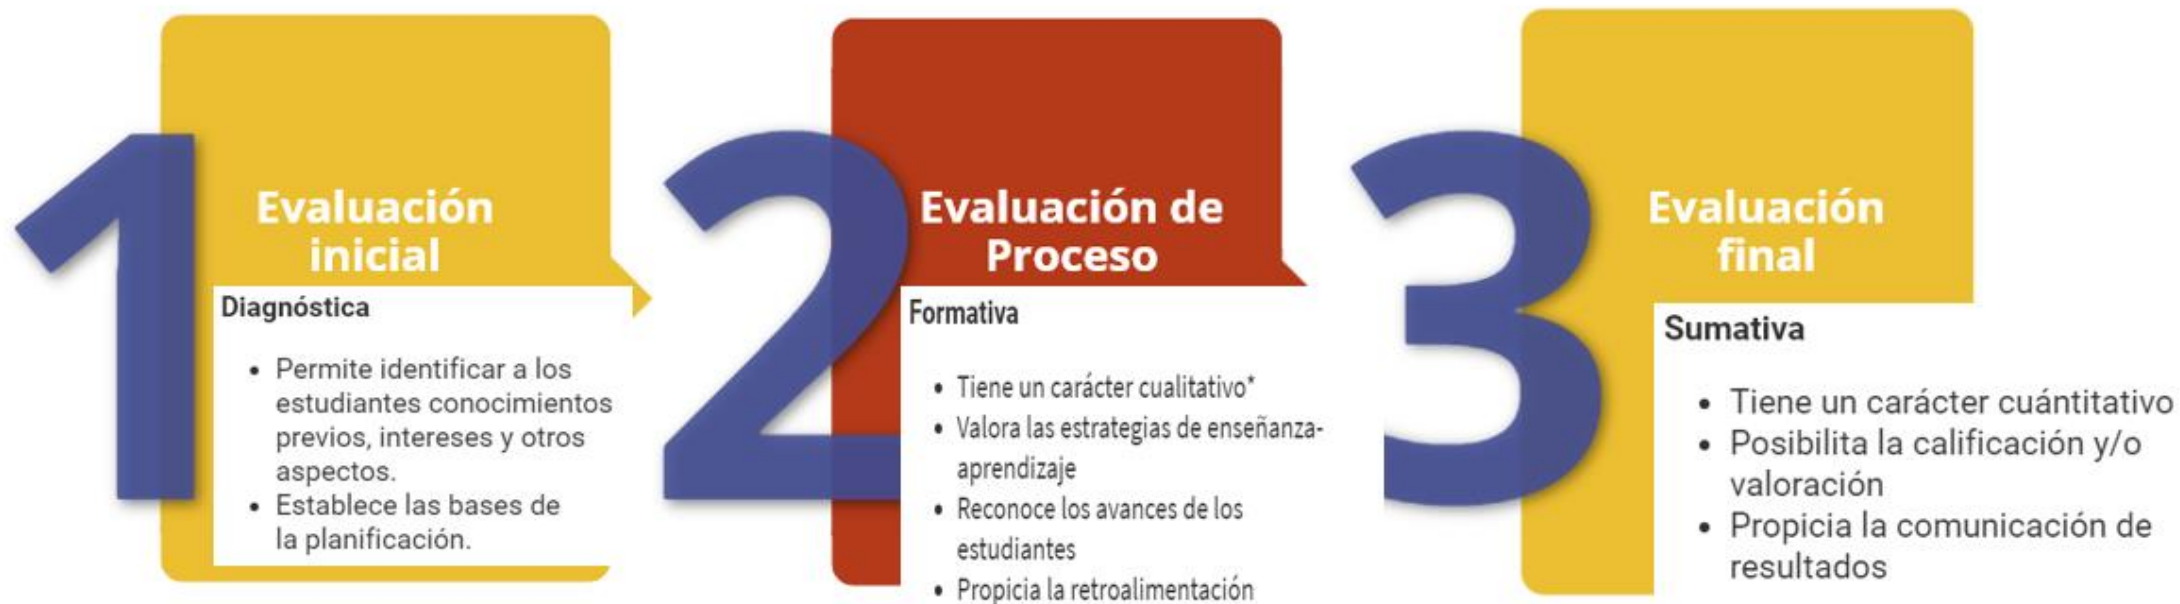 1
Evaluación
inicial
Diagnóstica
• Permite identificar a los
estudiantes conocimientos
previos, intereses y otros
aspectos.
• Establece las bases de
la planificación.
2
Evaluación de
Proceso
Formativa
• Tiene un carácter cualitativo*
• Valora las estrategias de enseñanza-
aprendizaje
• Reconoce los avances de los
estudiantes
• Propicia la retroalimentación
3
Evaluación
final
Sumativa
• Tiene un carácter cuántitativo
• Posibilita la calificación y/o
valoración
• Propicia la comunicación de
resultados